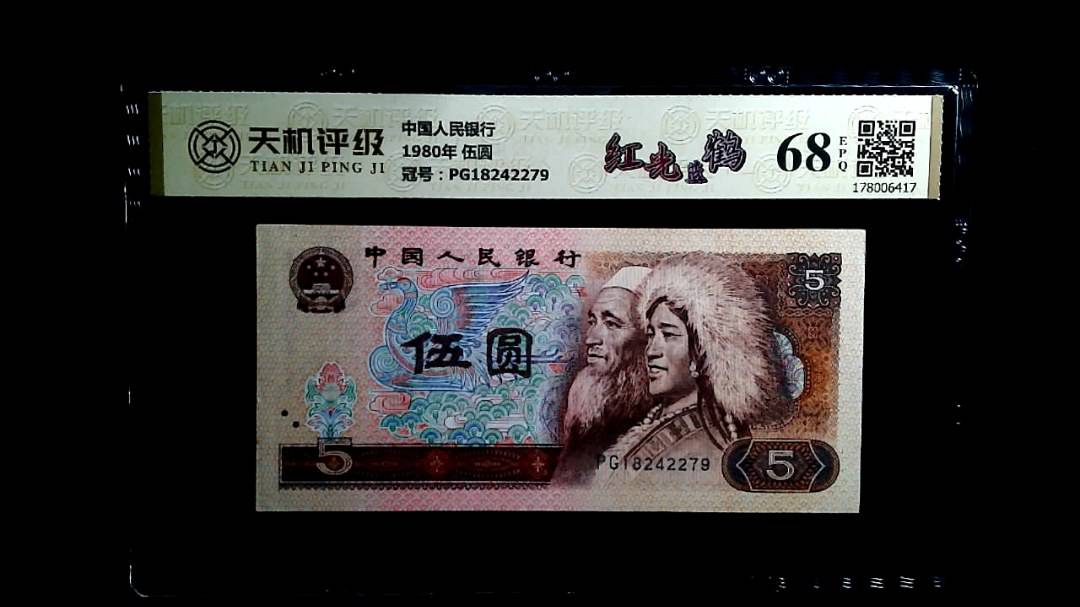 天机评级
TIAN JI PING JI
中国人民银行
1980年 伍圆
冠号：PG18242279
红光蓝鹤
68
EPQ
178006417
中国人民银行
5
伍圆
5
PG18242279
5